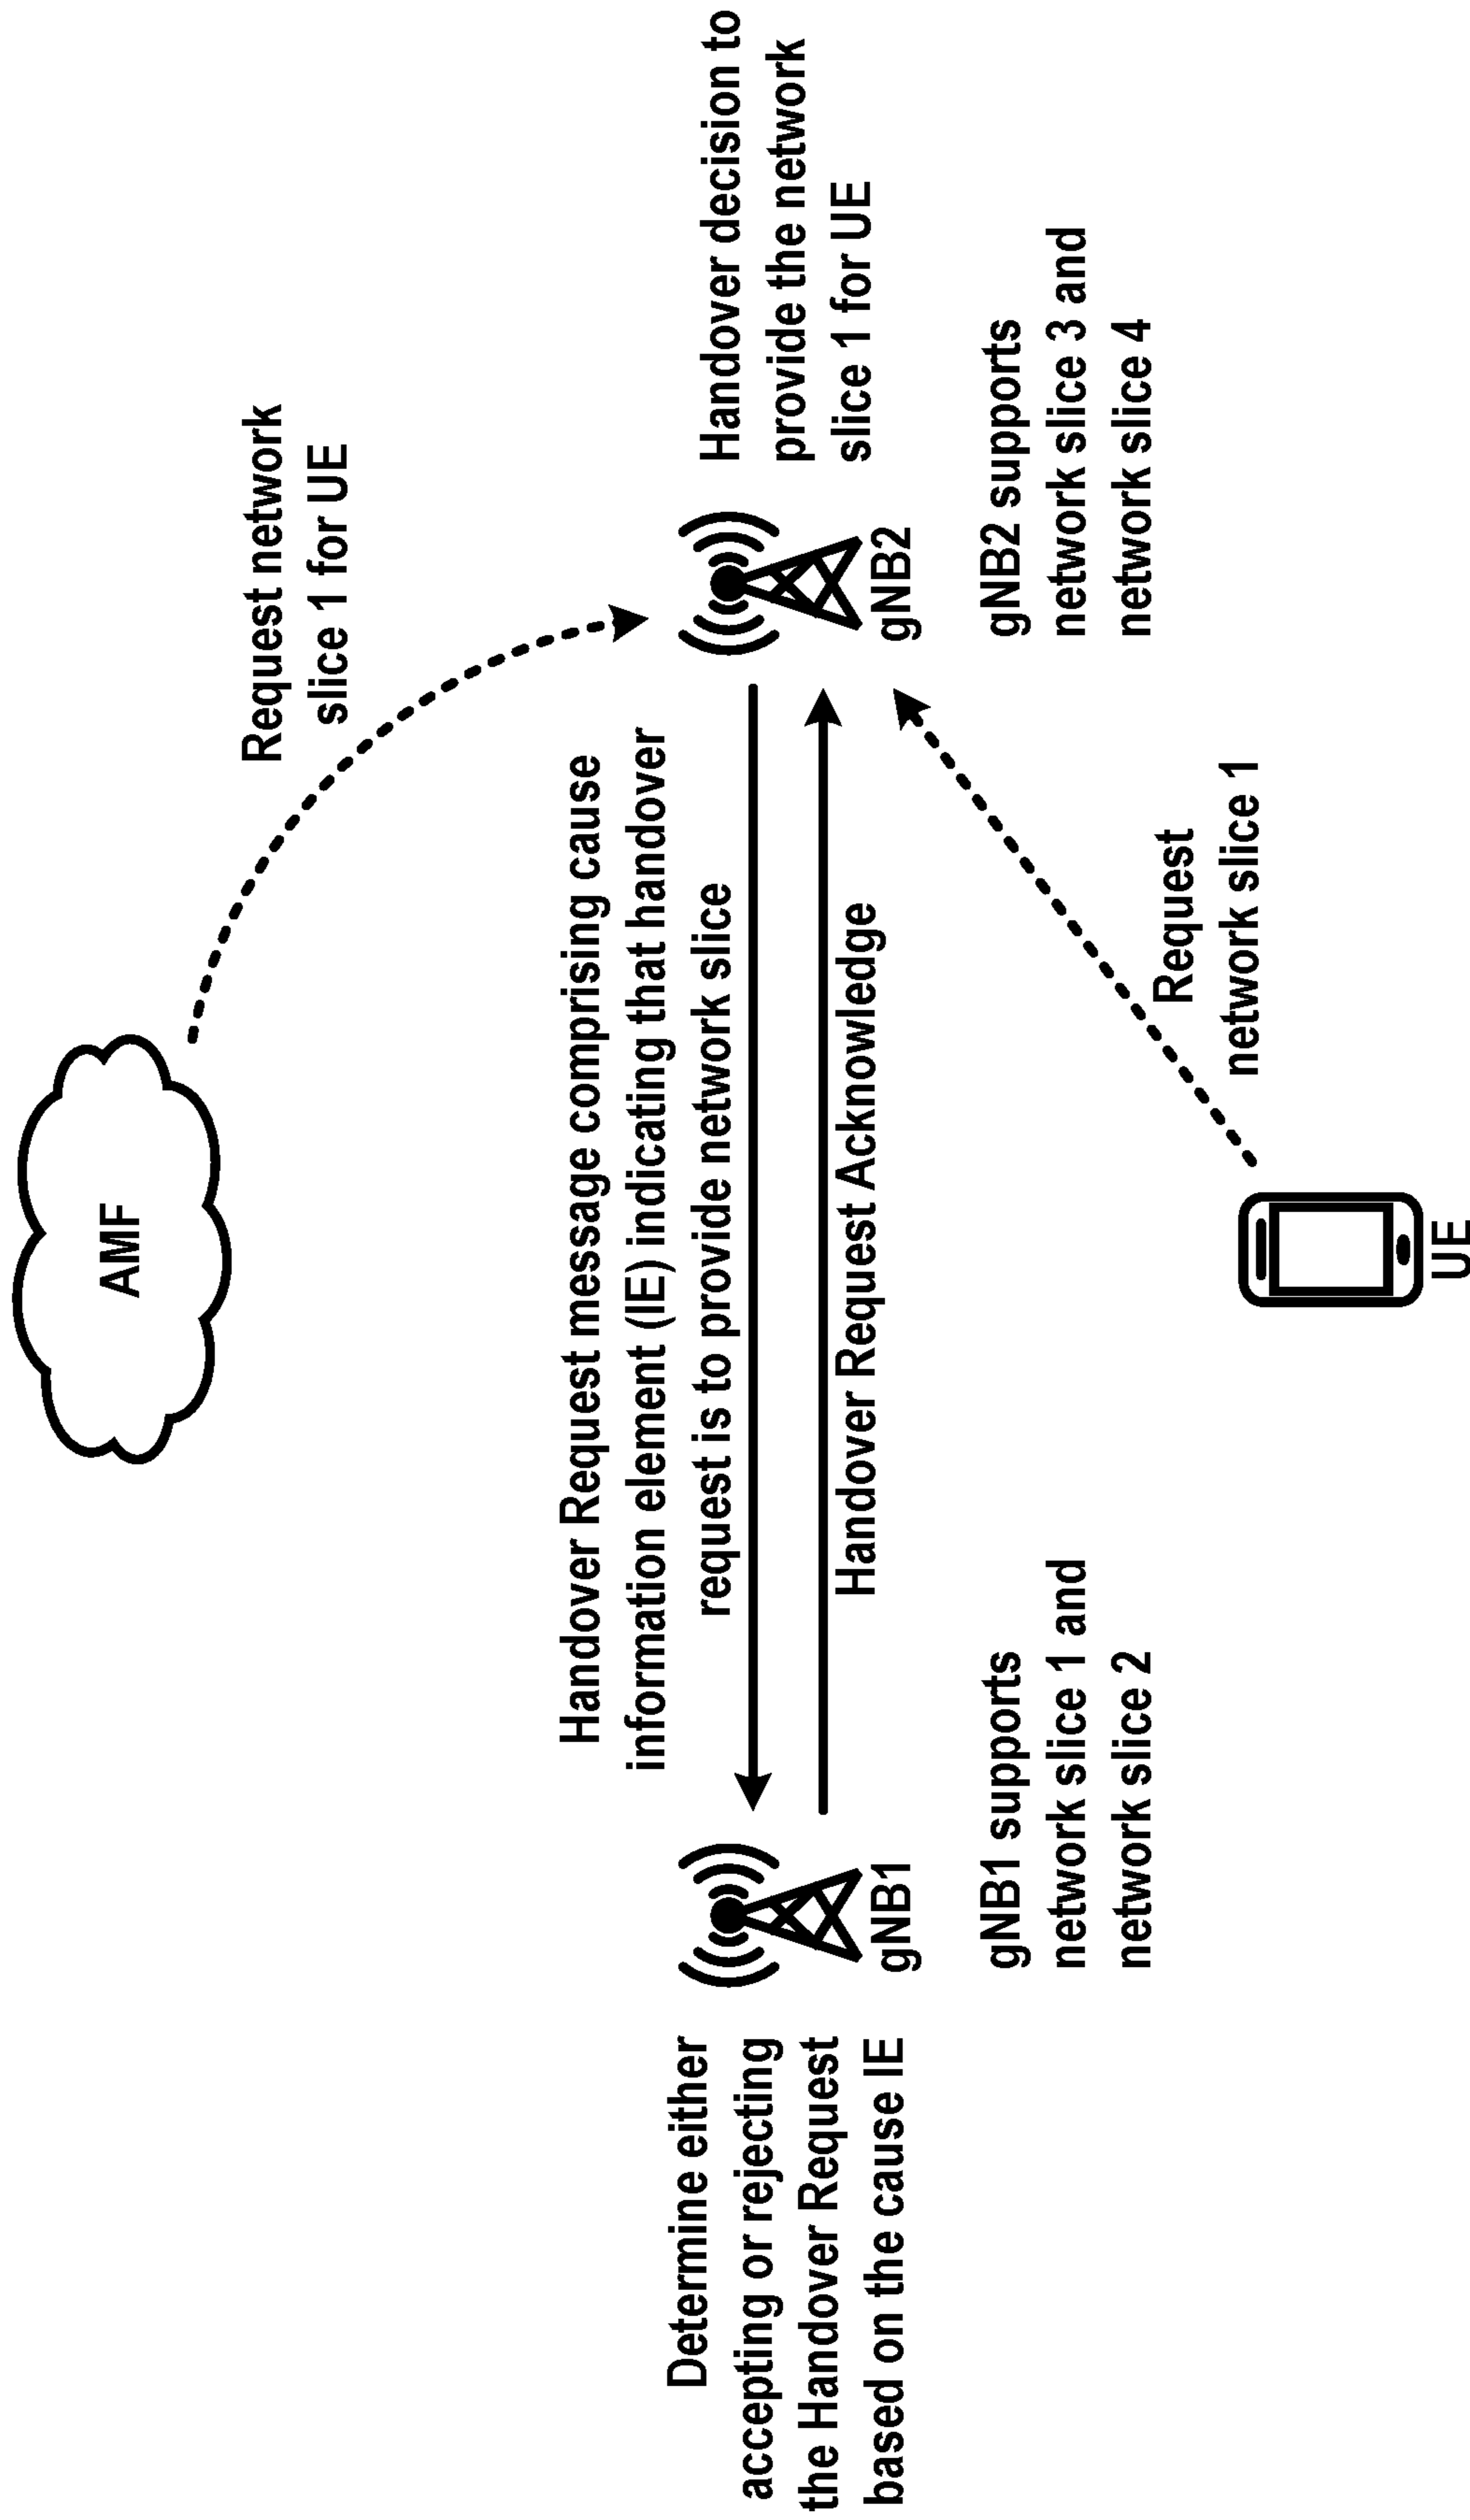 AMF
Request network
slice 1 for UE
Handover Request message comprising cause
information element (IE) indicating that handover
request is to provide network slice
Handover Request Acknowledge
Determine either
accepting or rejecting
the Handover Request
based on the cause IE
gNB1
gNB1 supports
network slice 1 and
network slice 2
gNB2
Handover decision to
provide the network
slice 1 for UE
gNB2 supports
network slice 3 and
network slice 4
Request
network slice 1
UE